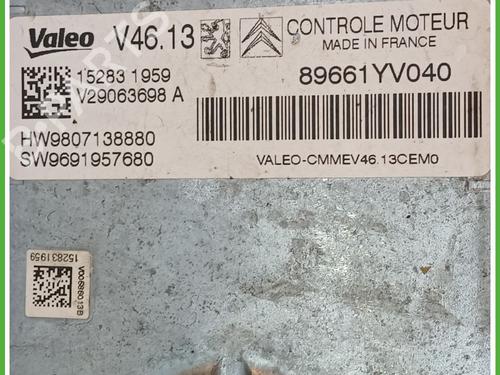 Valeo V46.13 CONTROLE MOTEUR
MADE IN FRANCE
15283 1959
V29063698 A
89661YV040
HW9807138880
SW9691957680
VALEO-CMMEV46.13CEM0
152831959